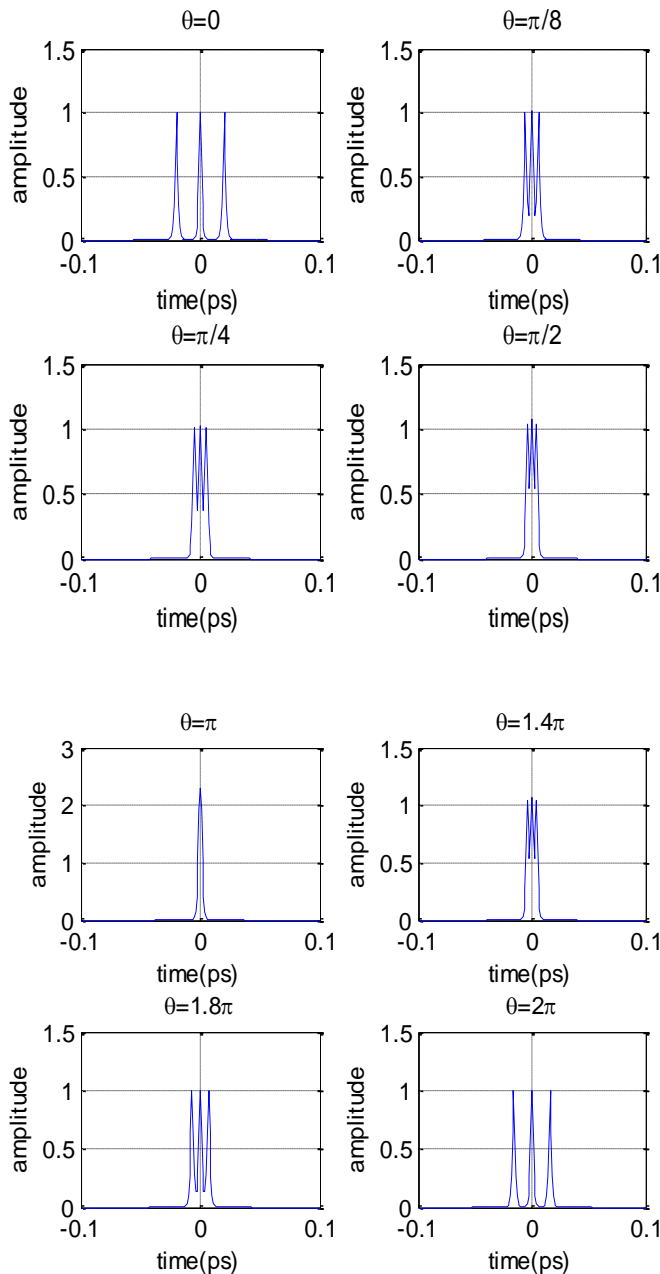 θ=0
1.5
1
0.5
0
-0.1 0 0.1
amplitude
time(ps)
θ=π/8
1.5
1
0.5
0
-0.1 0 0.1
amplitude
time(ps)
θ=π/4
1.5
1
0.5
0
-0.1 0 0.1
amplitude
time(ps)
θ=π/2
1.5
1
0.5
0
-0.1 0 0.1
amplitude
time(ps)
θ=π
3
2
1
0
-0.1 0 0.1
amplitude
time(ps)
θ=1.4π
1.5
1
0.5
0
-0.1 0 0.1
amplitude
time(ps)
θ=1.8π
1.5
1
0.5
0
-0.1 0 0.1
amplitude
time(ps)
θ=2π
1.5
1
0.5
0
-0.1 0 0.1
amplitude
time(ps)